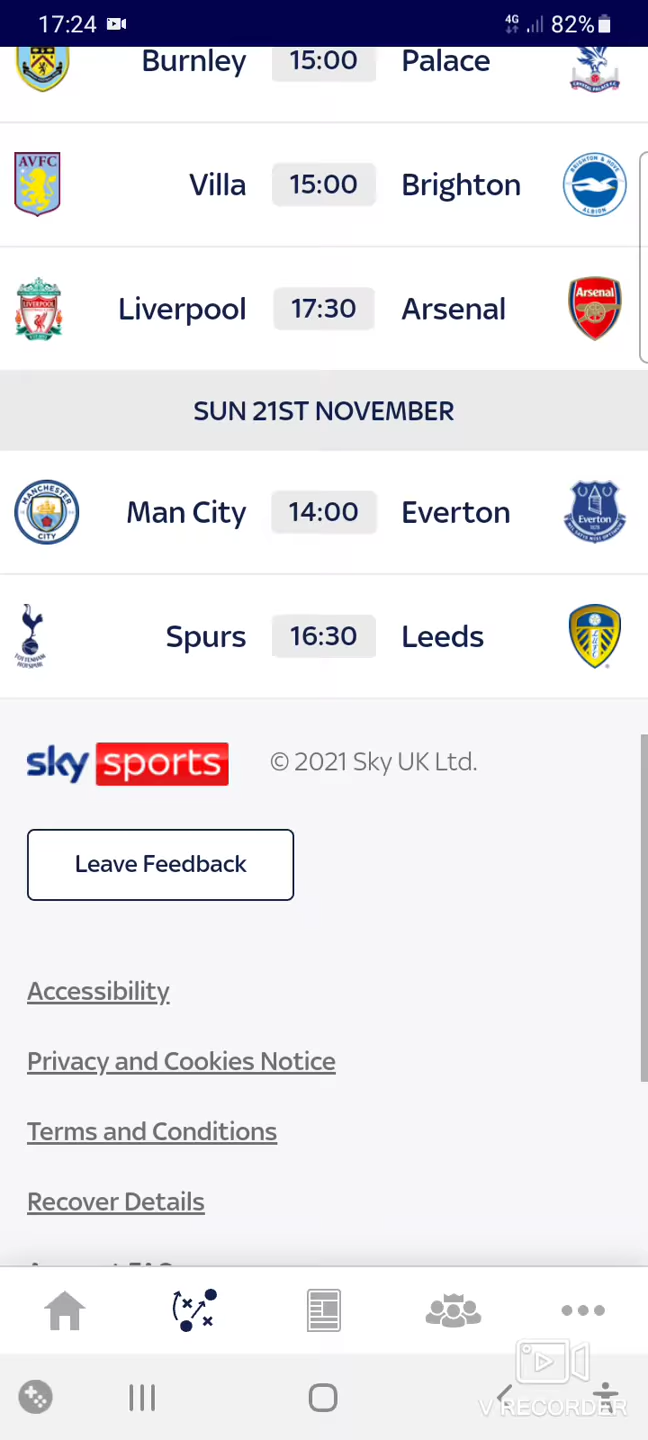 17:24 4G 82%
Burnley 15:00 Palace
AVFC Villa 15:00 Brighton
Liverpool 17:30 Arsenal Arsenal
SUN 21ST NOVEMBER
Man City 14:00 Everton Everton
Spurs 16:30 Leeds
sky sports © 2021 Sky UK Ltd.
Leave Feedback
Accessibility
Privacy and Cookies Notice
Terms and Conditions
Recover Details
V RECORDER